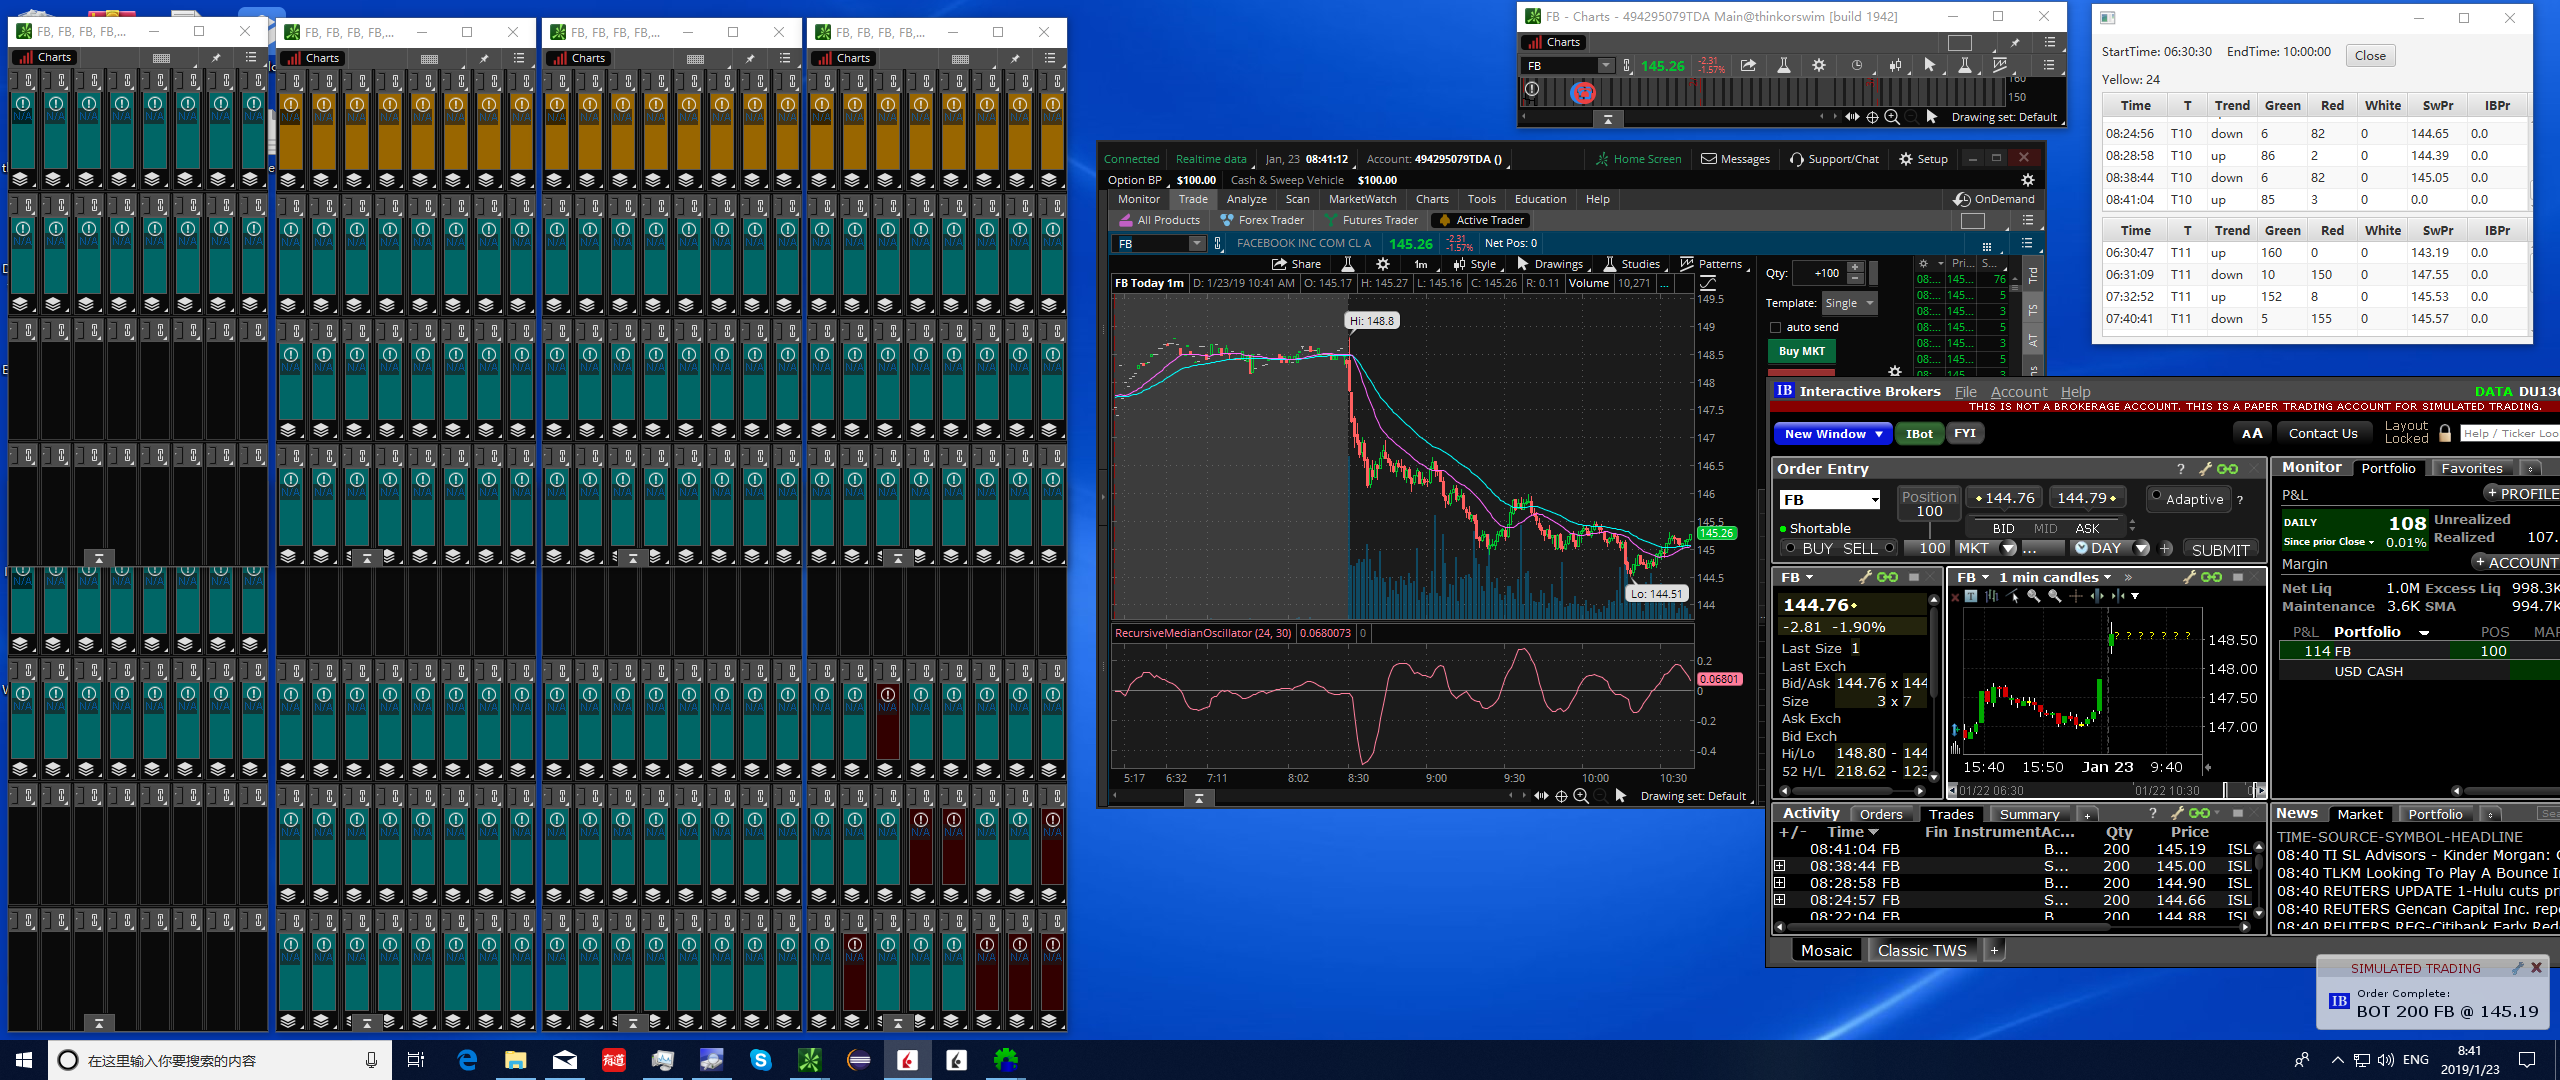 FB, FB, FB, FB,...
Charts
FB, FB, FB, FB,...
Charts
FB, FB, FB, FB,...
Charts
FB, FB, FB, FB,...
Charts
N/A
FB - Charts - 494295079TDA Main@thinkorswim [build 1942]
Charts
FB 145.26 -2.31 -1.57%
160
150
Drawing set: Default
Connected Realtime data Jan, 23 08:41:12 Account: 494295079TDA () Home Screen Messages Support/Chat Setup
Option BP $100.00 Cash & Sweep Vehicle $100.00
Monitor Trade Analyze Scan MarketWatch Charts Tools Education Help OnDemand
All Products Forex Trader Futures Trader Active Trader
FB FACEBOOK INC COM CL A 145.26 -2.31 -1.57% Net Pos: 0
Share 1m Style Drawings Studies Patterns
FB Today 1m D: 1/23/19 10:41 AM O: 145.17 H: 145.27 L: 145.16 C: 145.26 R: 0.11 Volume 10,271 ...
Hi: 148.8
149.5
149
148.5
148
147.5
147
146.5
146
145.5
145.26
145
144.5
144
Lo: 144.51
RecursiveMedianOscillator (24, 30) 0.0680073 0
0.2
0.06801
0
-0.2
-0.4
5:17 6:32 7:11 8:02 8:30 9:00 9:30 10:00 10:30
Drawing set: Default
Qty: +100
Template: Single
auto send
Buy MKT
Pri... S...
08:... 145... 76
08:... 145... 5
08:... 145... 3
08:... 145... 5
08:... 145... 3
08:... 145... 5
08:... 145... 3
Trd
TS
AT
StartTime: 06:30:30 EndTime: 10:00:00 Close
Yellow: 24
Time T Trend Green Red White SwPr IBPr
08:24:56 T10 down 6 82 0 144.65 0.0
08:28:58 T10 up 86 2 0 144.39 0.0
08:38:44 T10 down 6 82 0 145.05 0.0
08:41:04 T10 up 85 3 0 0.0 0.0
Time T Trend Green Red White SwPr IBPr
06:30:47 T11 up 160 0 0 143.19 0.0
06:31:09 T11 down 10 150 0 147.55 0.0
07:32:52 T11 up 152 8 0 145.53 0.0
07:40:41 T11 down 5 155 0 145.57 0.0
IB Interactive Brokers File Account Help DATA DU13
THIS IS NOT A BROKERAGE ACCOUNT. THIS IS A PAPER TRADING ACCOUNT FOR SIMULATED TRADING.
New Window IBot FYI AA Contact Us Layout Locked Help / Ticker Loo
Order Entry ?
FB Position 100 144.76 144.79 Adaptive ?
Shortable BID MID ASK
BUY SELL 100 MKT ... DAY + SUBMIT
FB
144.76
-2.81 -1.90%
Last Size 1
Last Exch
Bid/Ask 144.76 x 144
Size 3 x 7
Ask Exch
Bid Exch
Hi/Lo 148.80 - 144
52 H/L 218.62 - 123
FB 1 min candles »
? ? ? ? ? ? ?
148.50
148.00
147.50
147.00
15:40 15:50 Jan 23 9:40
01/22 06:30 01/22 10:30
Monitor Portfolio Favorites
P&L + PROFILE
DAILY 108 Unrealized
Since prior Close 0.01% Realized 107.
Margin + ACCOUNT
Net Liq 1.0M Excess Liq 998.3K
Maintenance 3.6K SMA 994.7K
P&L Portfolio POS MAR
114 FB 100
USD CASH
Activity Orders Trades Summary + ?
+/- Time Fin Instrument Ac... Qty Price
08:41:04 FB B... 200 145.19 ISL
08:38:44 FB S... 200 145.00 ISL
08:28:58 FB B... 200 144.90 ISL
08:24:57 FB S... 200 144.66 ISL
08:22:04 FB B 200 144.88 ISL
News Market Portfolio Sea
TIME-SOURCE-SYMBOL-HEADLINE
08:40 TI SL Advisors - Kinder Morgan: C
08:40 TLKM Looking To Play A Bounce In
08:40 REUTERS UPDATE 1-Hulu cuts pri
08:40 REUTERS Gencan Capital Inc. repo
08:40 REUTERS REG-Citibank Early Red
Mosaic Classic TWS +
SIMULATED TRADING
IB Order Complete:
BOT 200 FB @ 145.19
在这里输入你要搜索的内容
有道
ENG
8:41
2019/1/23